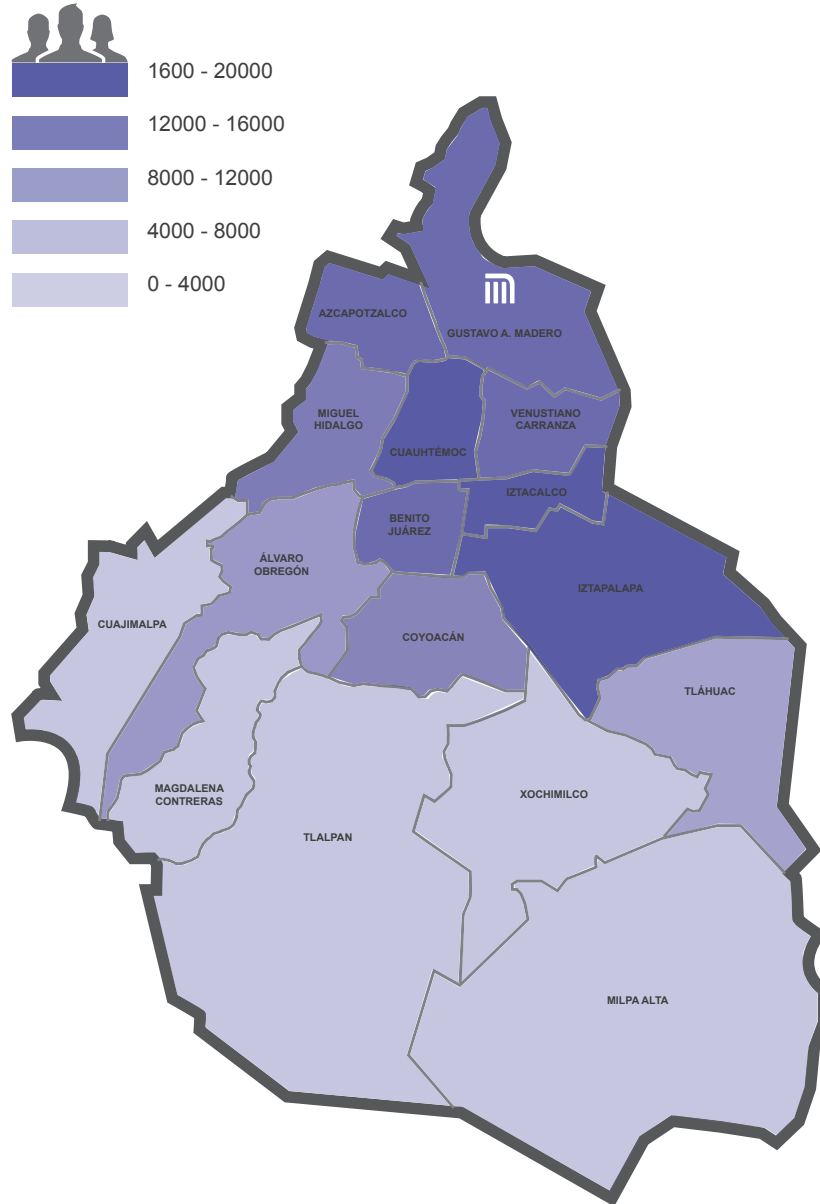 1600 - 20000
12000 - 16000
8000 - 12000
4000 - 8000
0 - 4000
AZCAPOTZALCO
GUSTAVO A. MADERO
MIGUEL
HIDALGO
VENUSTIANO
CARRANZA
CUAUHTÉMOC
IZTACALCO
BENITO
JUÁREZ
ÁLVARO
OBREGÓN
IZTAPALAPA
CUAJIMALPA
COYOACÁN
TLÁHUAC
MAGDALENA
CONTRERAS
XOCHIMILCO
TLALPAN
MILPA ALTA